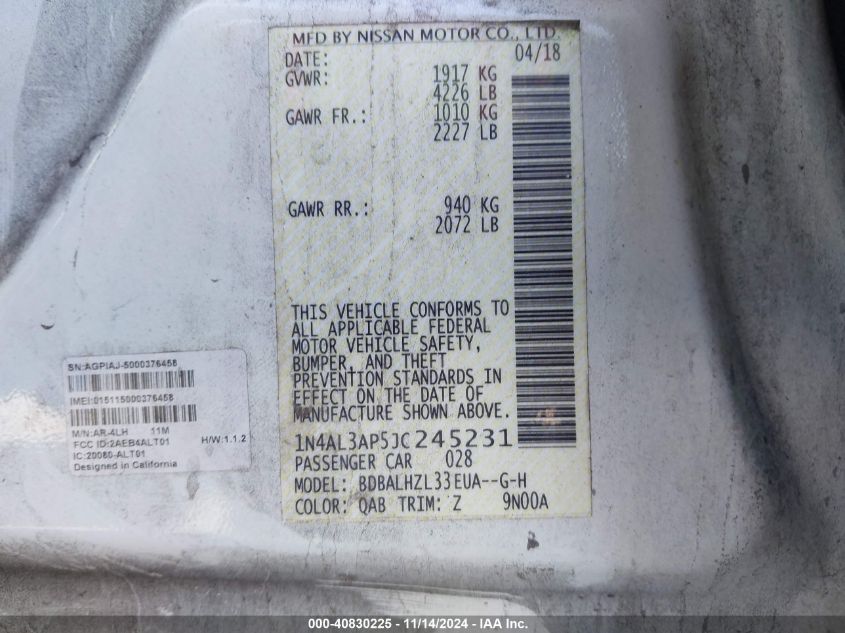 MFD BY NISSAN MOTOR CO., LTD.
DATE: 04/18
GVWR: 1917 KG
4226 LB
GAWR FR.: 1010 KG
2227 LB
GAWR RR.: 940 KG
2072 LB
THIS VEHICLE CONFORMS TO
ALL APPLICABLE FEDERAL
MOTOR VEHICLE SAFETY,
BUMPER, AND THEFT
PREVENTION STANDARDS IN
EFFECT ON THE DATE OF
MANUFACTURE SHOWN ABOVE.
1N4AL3AP5JC245231
PASSENGER CAR 028
MODEL: BDBALHZL33EUA--G-H
COLOR: QAB TRIM: Z 9N00A
SN:AGPIAJ-5000376458
IMEI:015115000376458
M/N:AR-4LH 11M
FCC ID:2AEB4ALT01 H/W:1.1.2
IC:20080-ALT01
Designed in California
000-40830225 - 11/14/2024 - IAA Inc.